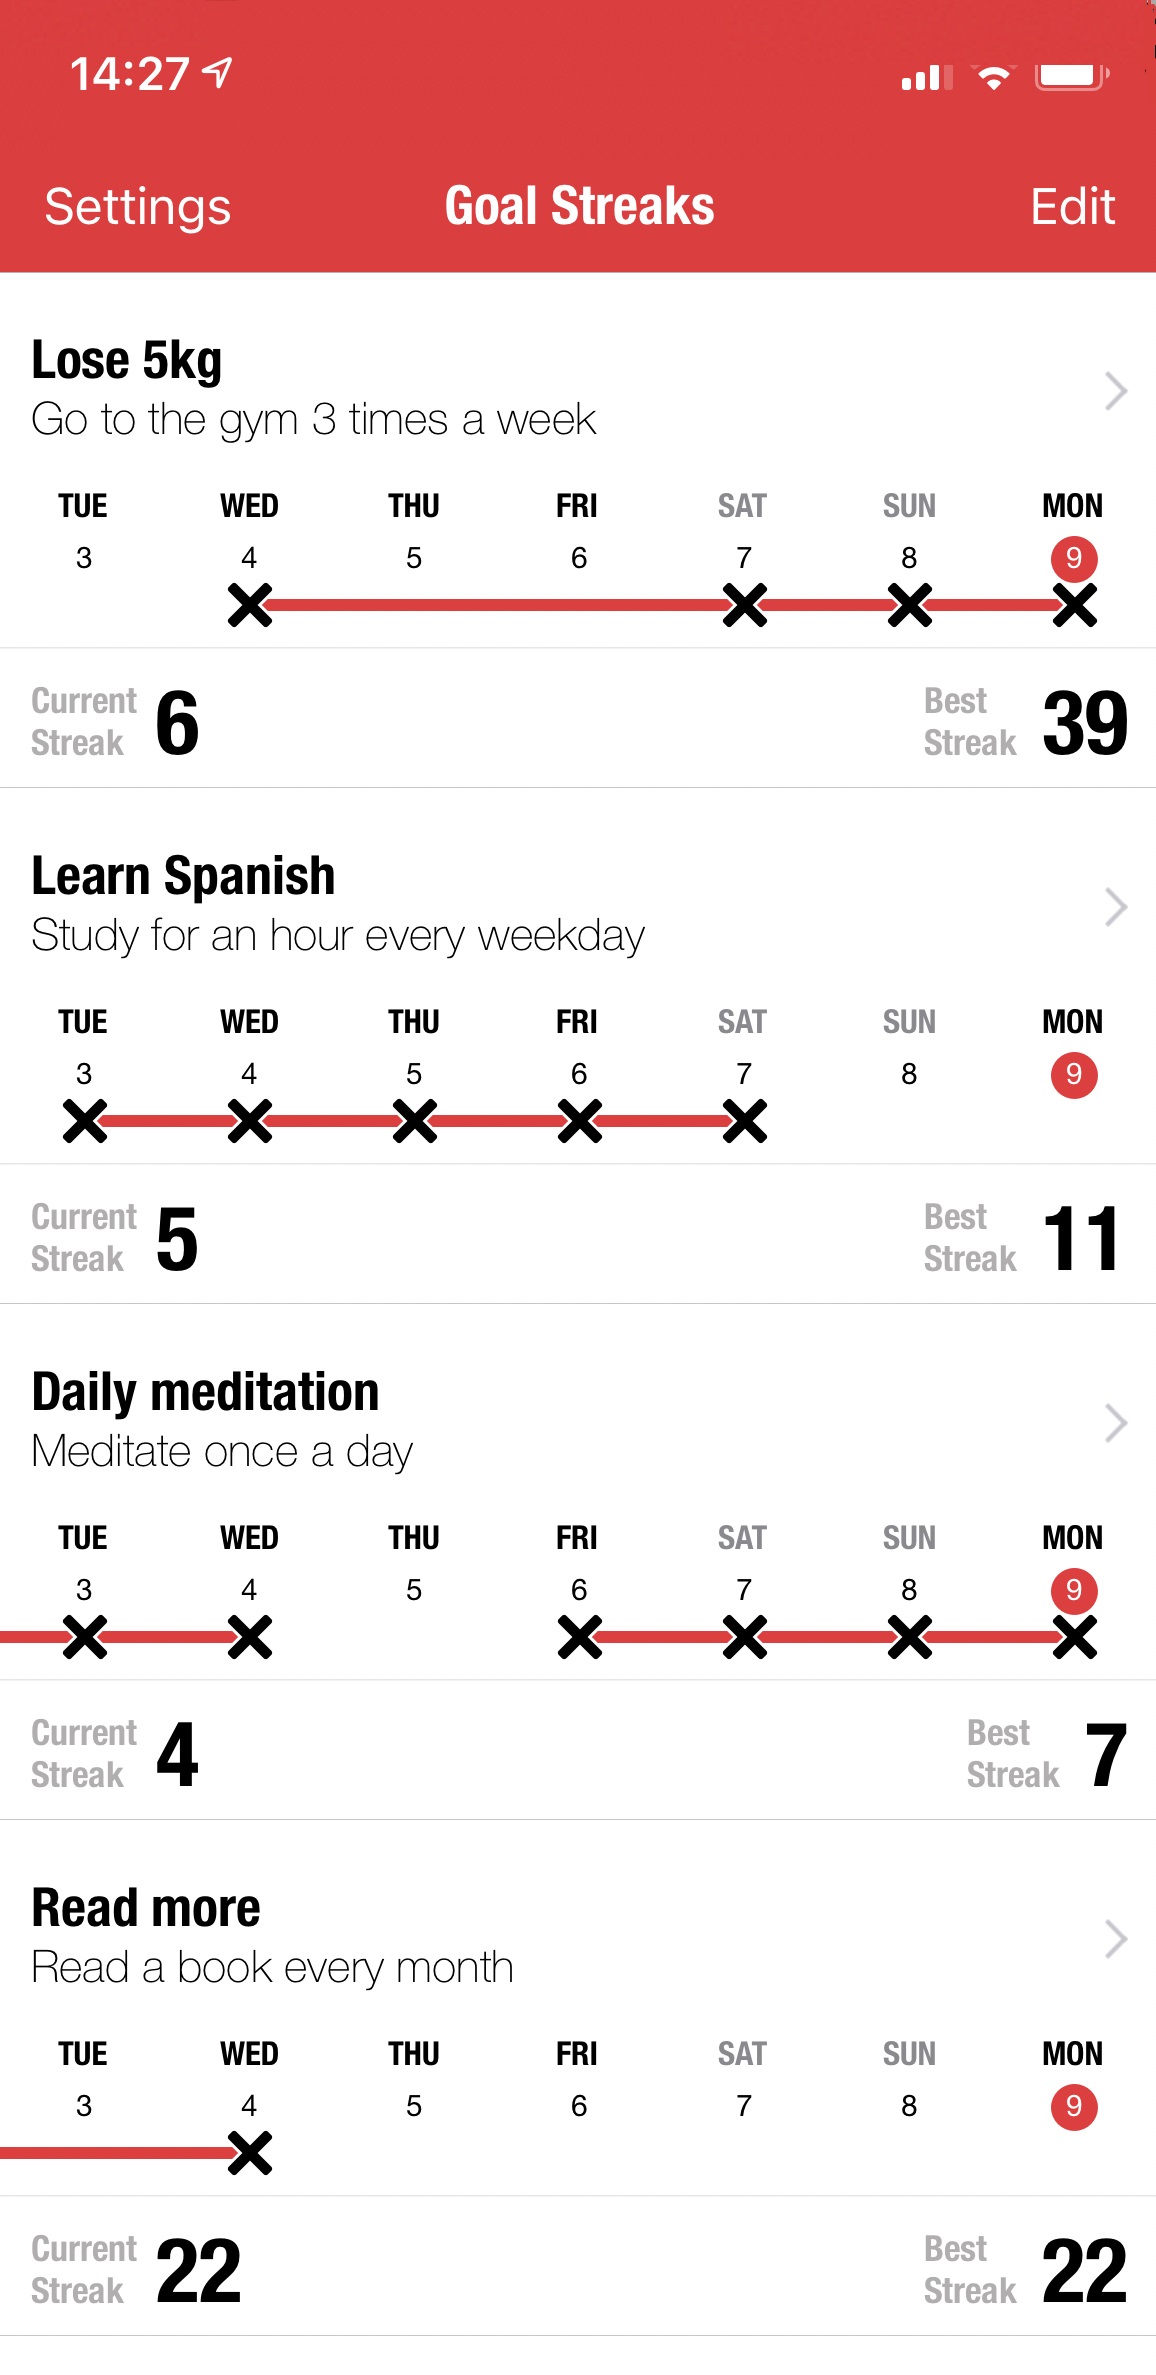 14:27
Settings Goal Streaks Edit
Lose 5kg
Go to the gym 3 times a week
TUE WED THU FRI SAT SUN MON
3 4 5 6 7 8 9
Current Streak 6 Best Streak 39
Learn Spanish
Study for an hour every weekday
TUE WED THU FRI SAT SUN MON
3 4 5 6 7 8 9
Current Streak 5 Best Streak 11
Daily meditation
Meditate once a day
TUE WED THU FRI SAT SUN MON
3 4 5 6 7 8 9
Current Streak 4 Best Streak 7
Read more
Read a book every month
TUE WED THU FRI SAT SUN MON
3 4 5 6 7 8 9
Current Streak 22 Best Streak 22